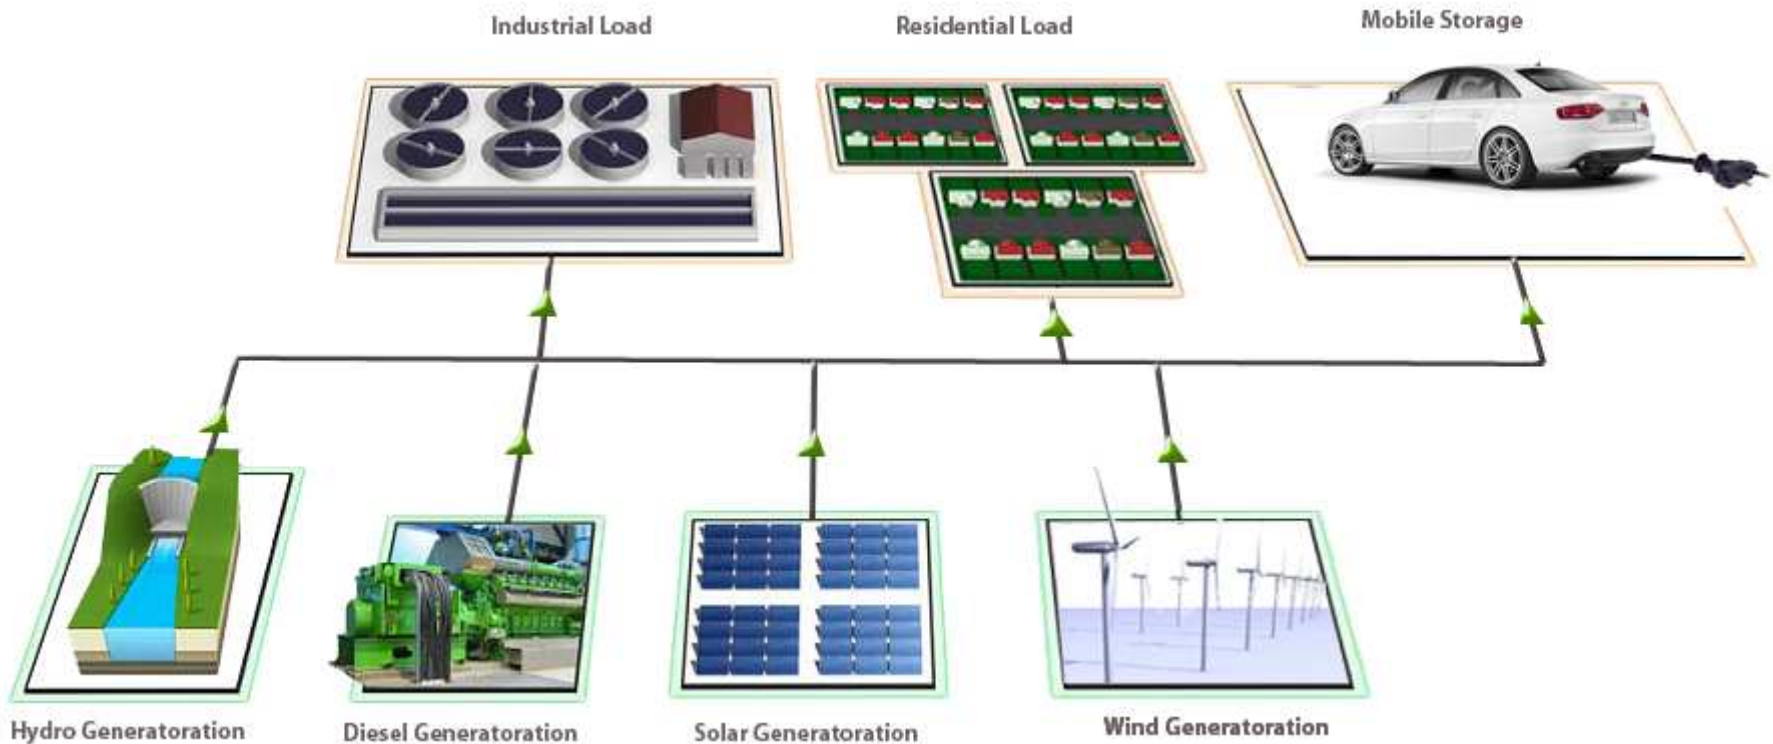 Industrial Load
Residential Load
Mobile Storage
Hydro Generatoration
Diesel Generatoration
Solar Generatoration
Wind Generatoration